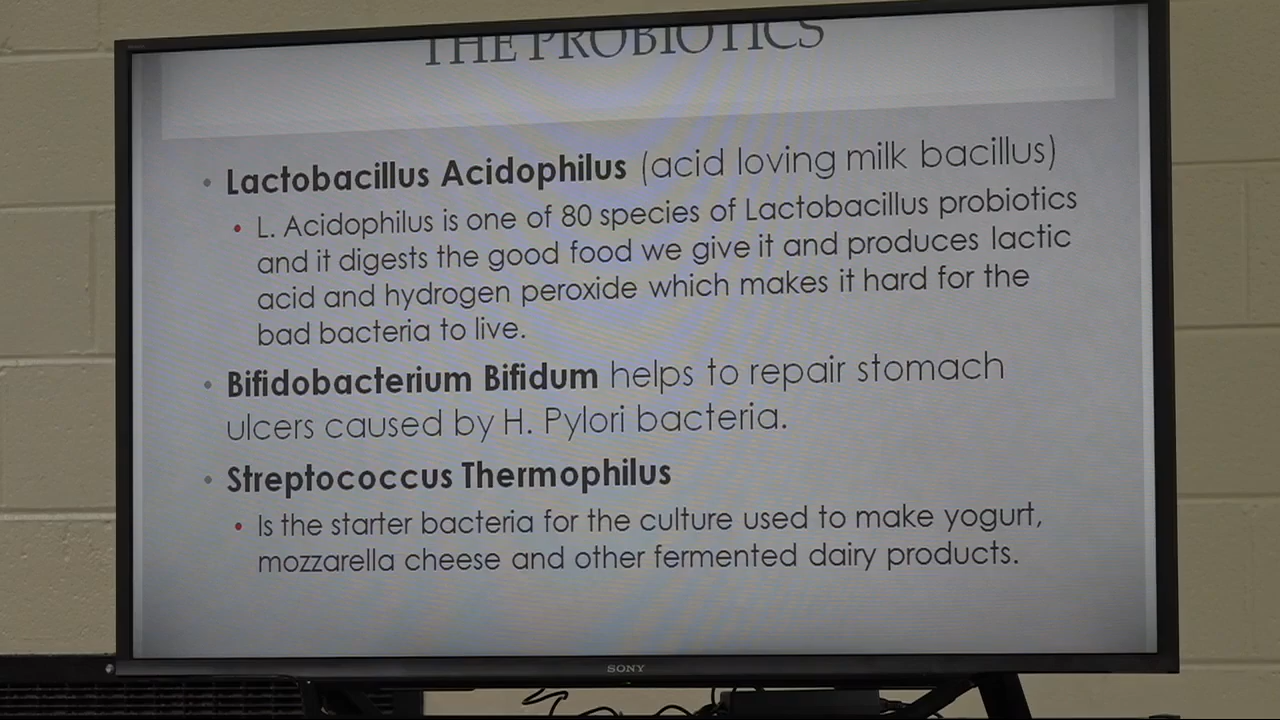 THE PROBIOTICS
• Lactobacillus Acidophilus (acid loving milk bacillus)
• L. Acidophilus is one of 80 species of Lactobacillus probiotics
and it digests the good food we give it and produces lactic
acid and hydrogen peroxide which makes it hard for the
bad bacteria to live.
• Bifidobacterium Bifidum helps to repair stomach
ulcers caused by H. Pylori bacteria.
• Streptococcus Thermophilus
• Is the starter bacteria for the culture used to make yogurt,
mozzarella cheese and other fermented dairy products.
SONY